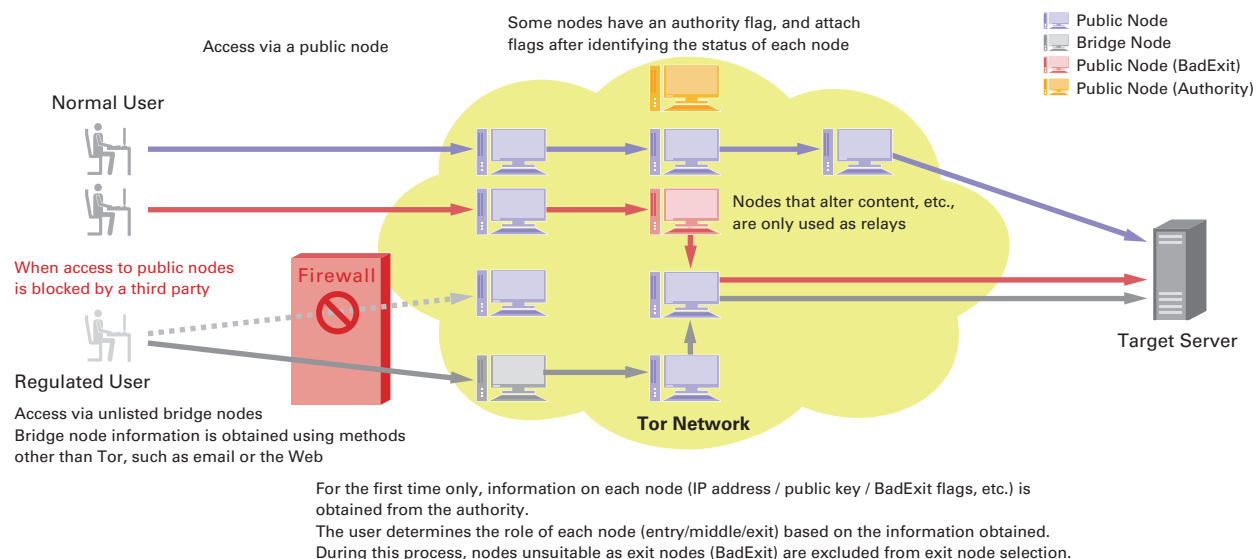 Access via a public node
Some nodes have an authority flag, and attach
flags after identifying the status of each node
Public Node
Bridge Node
Public Node (BadExit)
Public Node (Authority)
Normal User
Nodes that alter content, etc.,
are only used as relays
When access to public nodes
is blocked by a third party
Firewall
Target Server
Regulated User
Access via unlisted bridge nodes
Bridge node information is obtained using methods
other than Tor, such as email or the Web
Tor Network
For the first time only, information on each node (IP address / public key / BadExit flags, etc.) is
obtained from the authority.
The user determines the role of each node (entry/middle/exit) based on the information obtained.
During this process, nodes unsuitable as exit nodes (BadExit) are excluded from exit node selection.